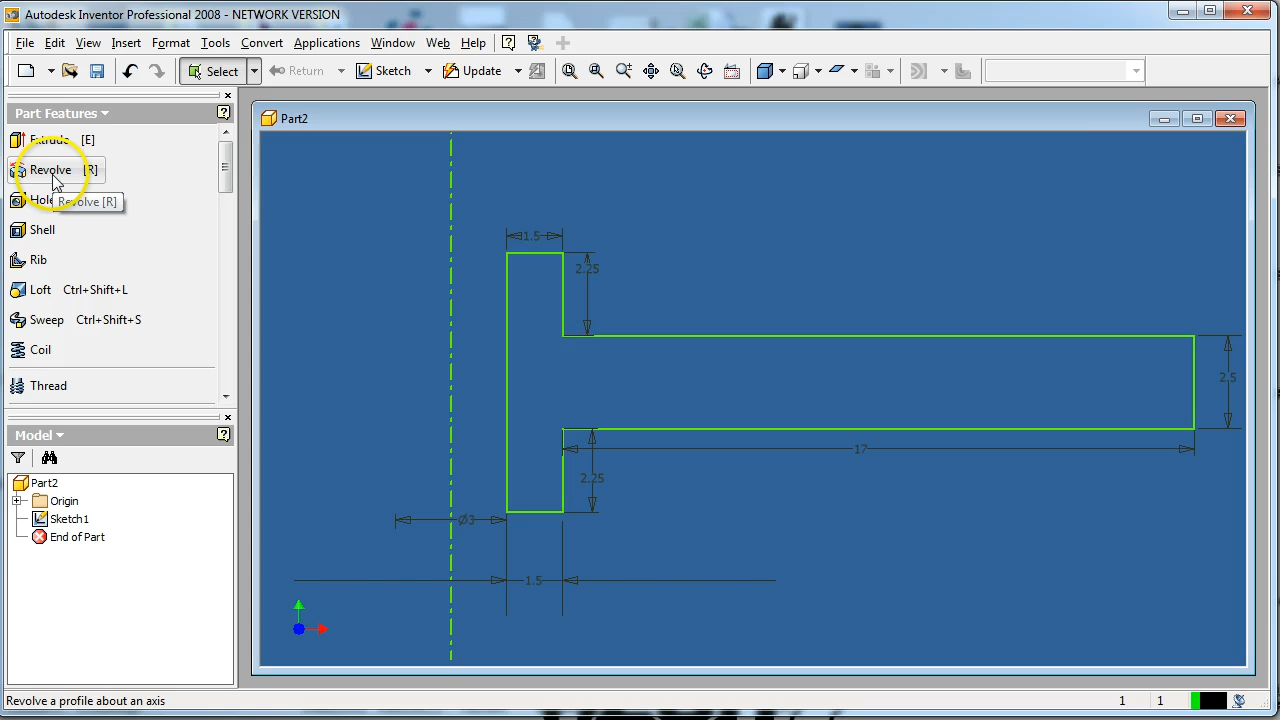 Autodesk Inventor Professional 2008 - NETWORK VERSION
File Edit View Insert Format Tools Convert Applications Window Web Help
Select Return Sketch Update
Part Features
Extrude [E]
Revolve [R]
Hole
Revolve [R]
Shell
Rib
Loft Ctrl+Shift+L
Sweep Ctrl+Shift+S
Coil
Thread
Model
Part2
Origin
Sketch1
End of Part
Part2
1.5
2.25
2.5
17
2.25
Ø3
1.5
Revolve a profile about an axis
1 1